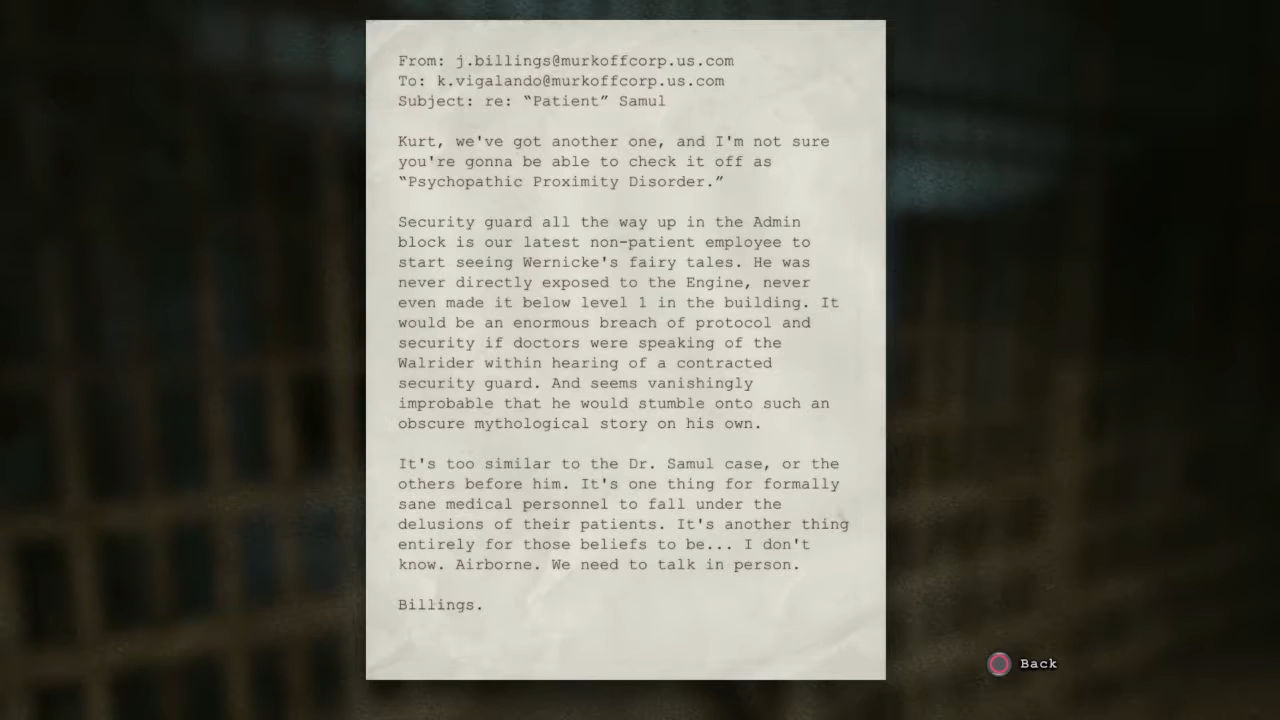 From: j.billings@murkoffcorp.us.com
To: k.vigalando@murkoffcorp.us.com
Subject: re: “Patient” Samul
Kurt, we've got another one, and I'm not sure
you're gonna be able to check it off as
“Psychopathic Proximity Disorder.”
Security guard all the way up in the Admin
block is our latest non-patient employee to
start seeing Wernicke's fairy tales. He was
never directly exposed to the Engine, never
even made it below level 1 in the building. It
would be an enormous breach of protocol and
security if doctors were speaking of the
Walrider within hearing of a contracted
security guard. And seems vanishingly
improbable that he would stumble onto such an
obscure mythological story on his own.
It's too similar to the Dr. Samul case, or the
others before him. It's one thing for formally
sane medical personnel to fall under the
delusions of their patients. It's another thing
entirely for those beliefs to be... I don't
know. Airborne. We need to talk in person.
Billings.
Back